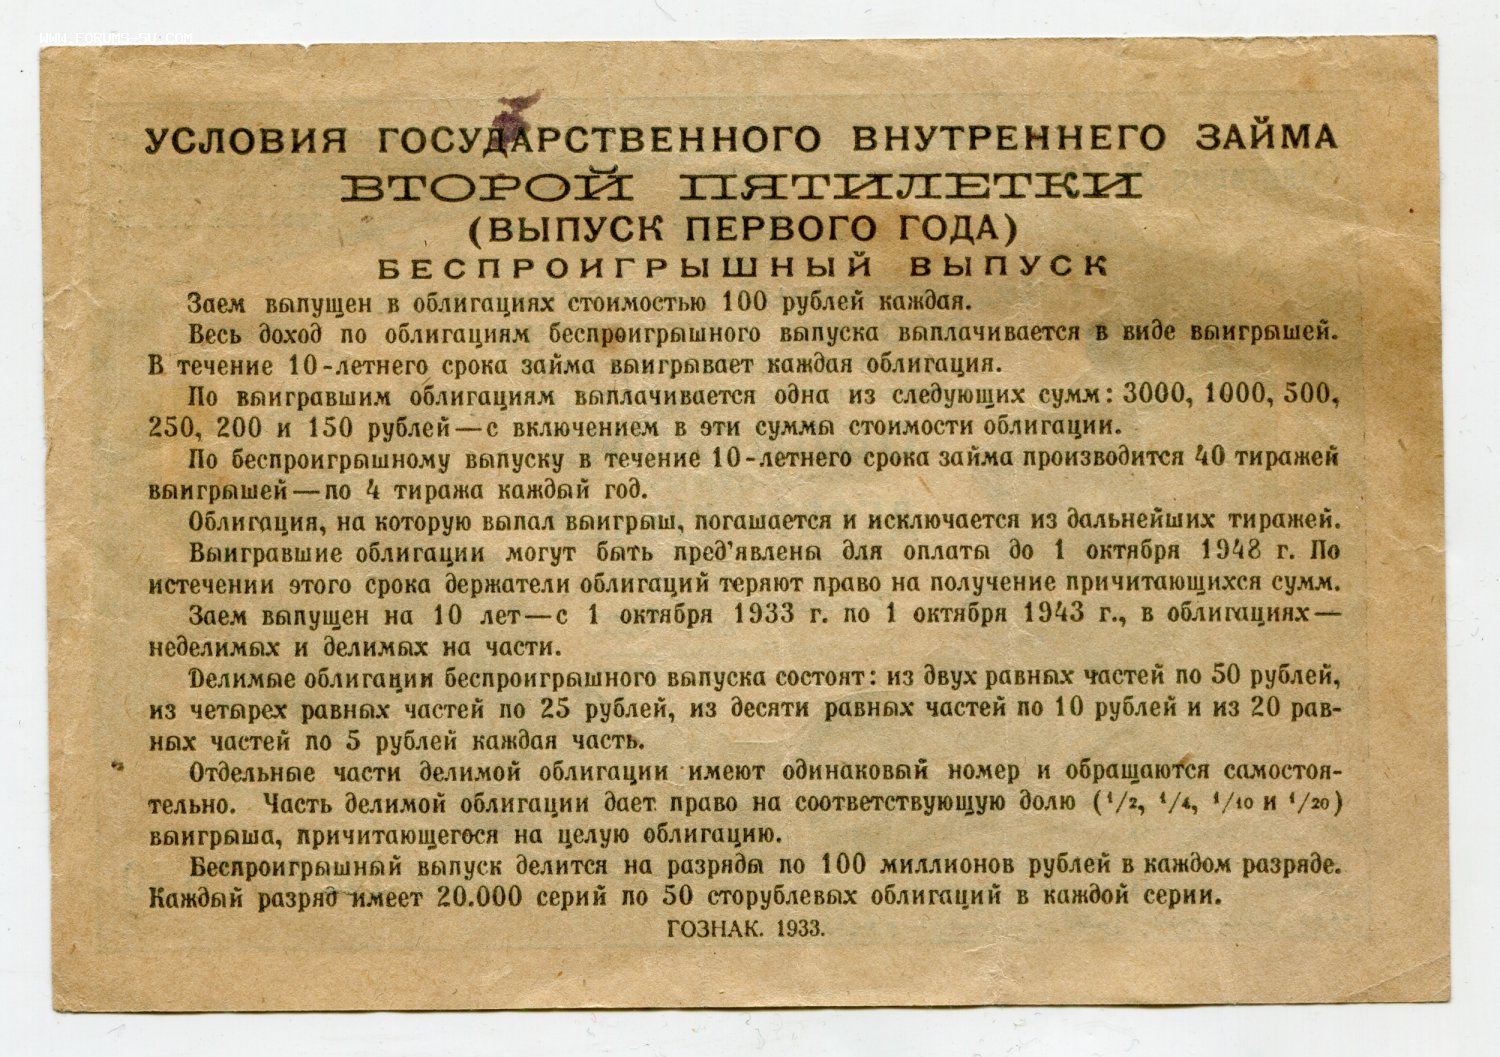 WWW.FORUMS-SU.COM
УСЛОВИЯ ГОСУДАРСТВЕННОГО ВНУТРЕННЕГО ЗАЙМА
ВТОРОЙ ПЯТИЛЕТКИ
(ВЫПУСК ПЕРВОГО ГОДА)
БЕСПРОИГРЫШНЫЙ ВЫПУСК
Заем выпущен в облигациях стоимостью 100 рублей каждая.
Весь доход по облигациям беспроигрышного выпуска выплачивается в виде выигрышей.
В течение 10-летнего срока займа выигрывает каждая облигация.
По выигравшим облигациям выплачивается одна из следующих сумм: 3000, 1000, 500,
250, 200 и 150 рублей—с включением в эти суммы стоимости облигации.
По беспроигрышному выпуску в течение 10-летнего срока займа производится 40 тиражей
выигрышей—по 4 тиража каждый год.
Облигация, на которую выпал выигрыш, погашается и исключается из дальнейших тиражей.
Выигравшие облигации могут быть пред'явлены для оплаты до 1 октября 1948 г. По
истечении этого срока держатели облигаций теряют право на получение причитающихся сумм.
Заем выпущен на 10 лет—с 1 октября 1933 г. по 1 октября 1943 г., в облигациях—
неделимых и делимых на части.
Делимые облигации беспроигрышного выпуска состоят: из двух равных частей по 50 рублей,
из четырех равных частей по 25 рублей, из десяти равных частей по 10 рублей и из 20 рав-
ных частей по 5 рублей каждая часть.
Отдельные части делимой облигации имеют одинаковый номер и обращаются самостоя-
тельно. Часть делимой облигации дает право на соответствующую долю (1/2, 1/4, 1/10 и 1/20)
выигрыша, причитающегося на целую облигацию.
Беспроигрышный выпуск делится на разряды по 100 миллионов рублей в каждом разряде.
Каждый разряд имеет 20.000 серий по 50 сторублевых облигаций в каждой серии.
ГОЗНАК. 1933.